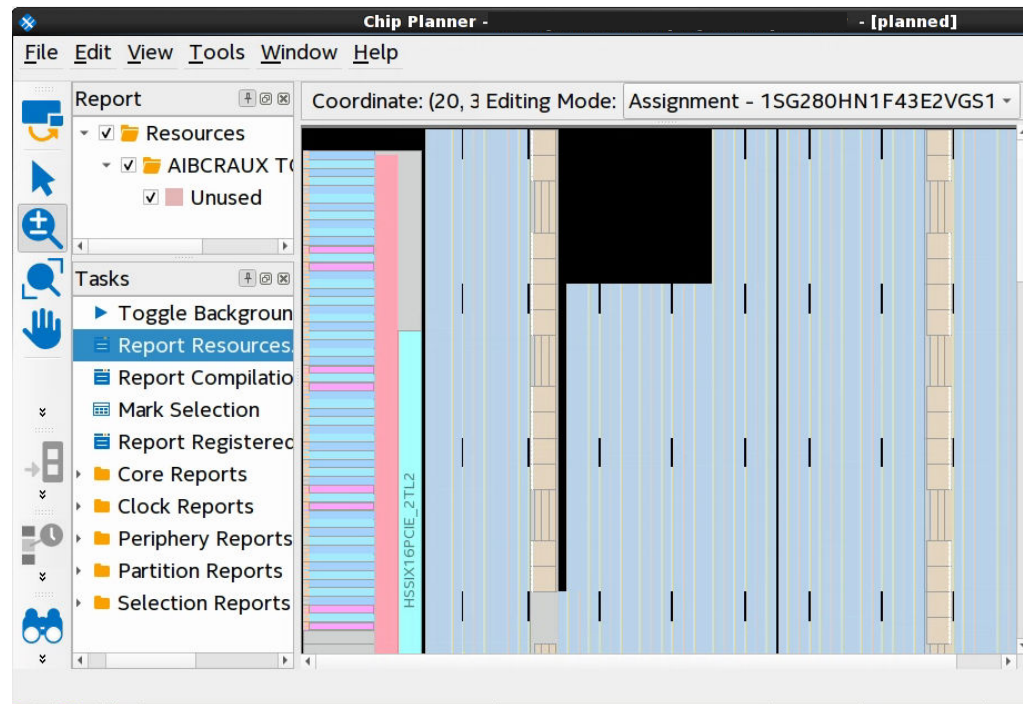 Chip Planner - - [planned]
File Edit View Tools Window Help
Report
Coordinate: (20, 3 Editing Mode: Assignment - 1SG280HN1F43E2VGS1
Resources
AIBCRAUX TO
Unused
Tasks
Toggle Backgroun
Report Resources.
Report Compilatio
Mark Selection
Report Registered
Core Reports
Clock Reports
Periphery Reports
Partition Reports
Selection Reports
HSSIX16PCIE_2TL2